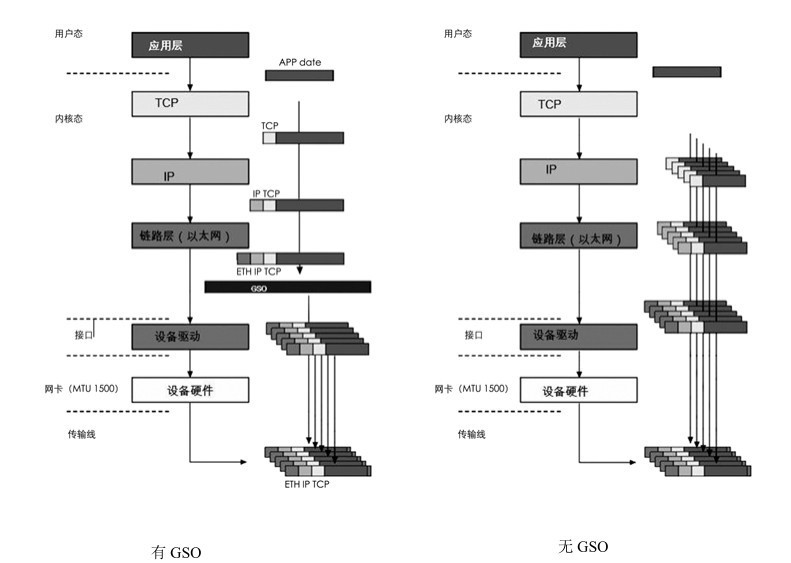 用户态
应用层
APP date
TCP
内核态
TCP
IP
IP TCP
链路层（以太网）
ETH IP TCP
GSO
接口
设备驱动
网卡（MTU 1500）
设备硬件
传输线
ETH IP TCP
有 GSO
用户态
应用层
TCP
内核态
IP
链路层（以太网）
接口
设备驱动
网卡（MTU 1500）
设备硬件
传输线
无 GSO